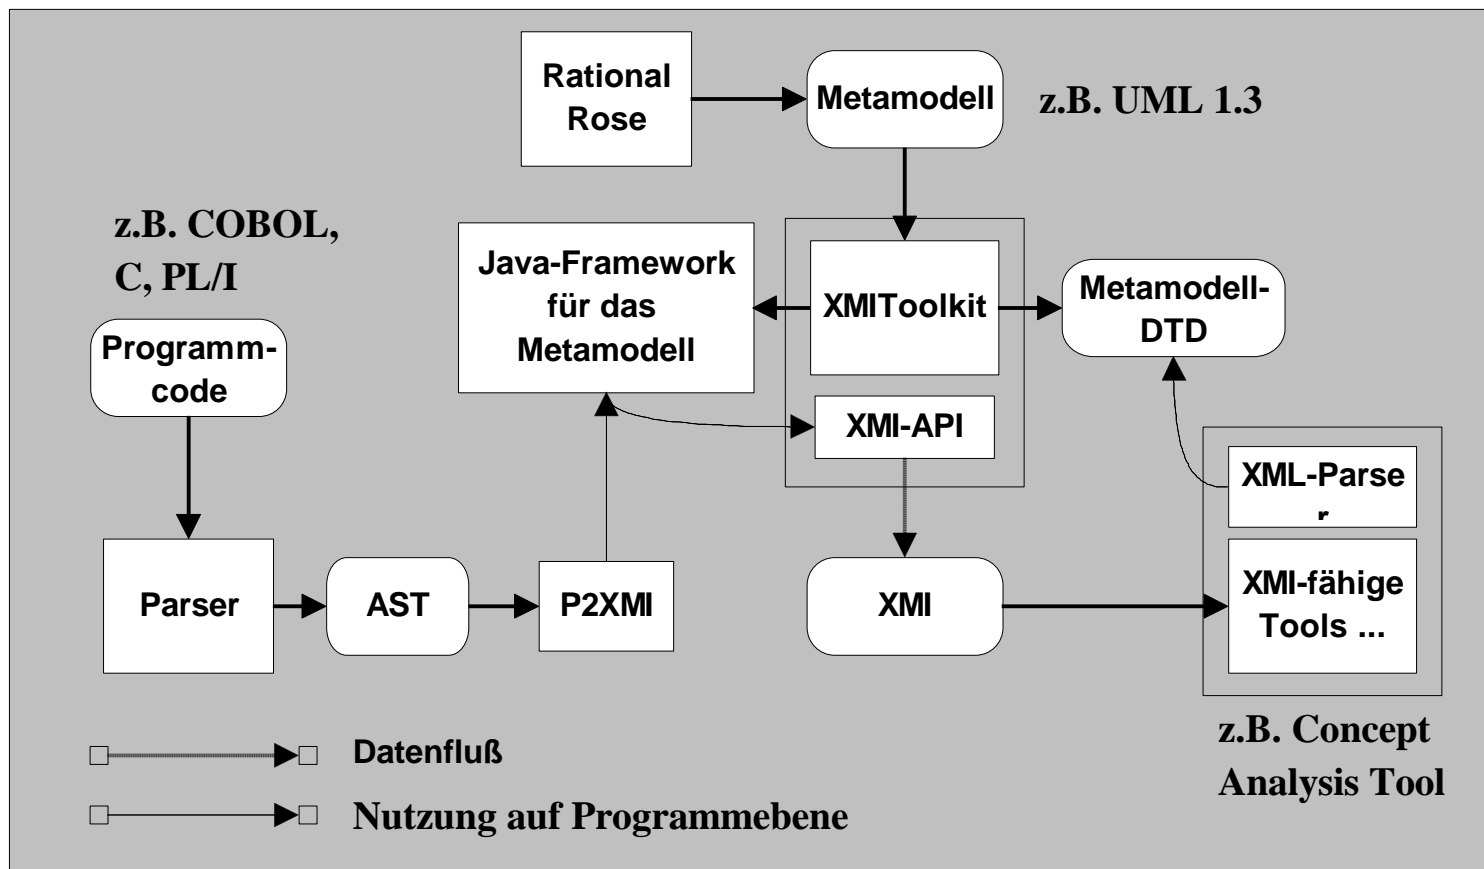 Rational
Rose
Metamodell
z.B. UML 1.3
z.B. COBOL,
C, PL/I
Java-Framework
für das
Metamodell
XMIToolkit
Metamodell-
DTD
Programm-
code
XMI-API
XML-Parse
r
Parser
AST
P2XMI
XMI
XMI-fähige
Tools ...
z.B. Concept
Analysis Tool
Datenfluß
Nutzung auf Programmebene